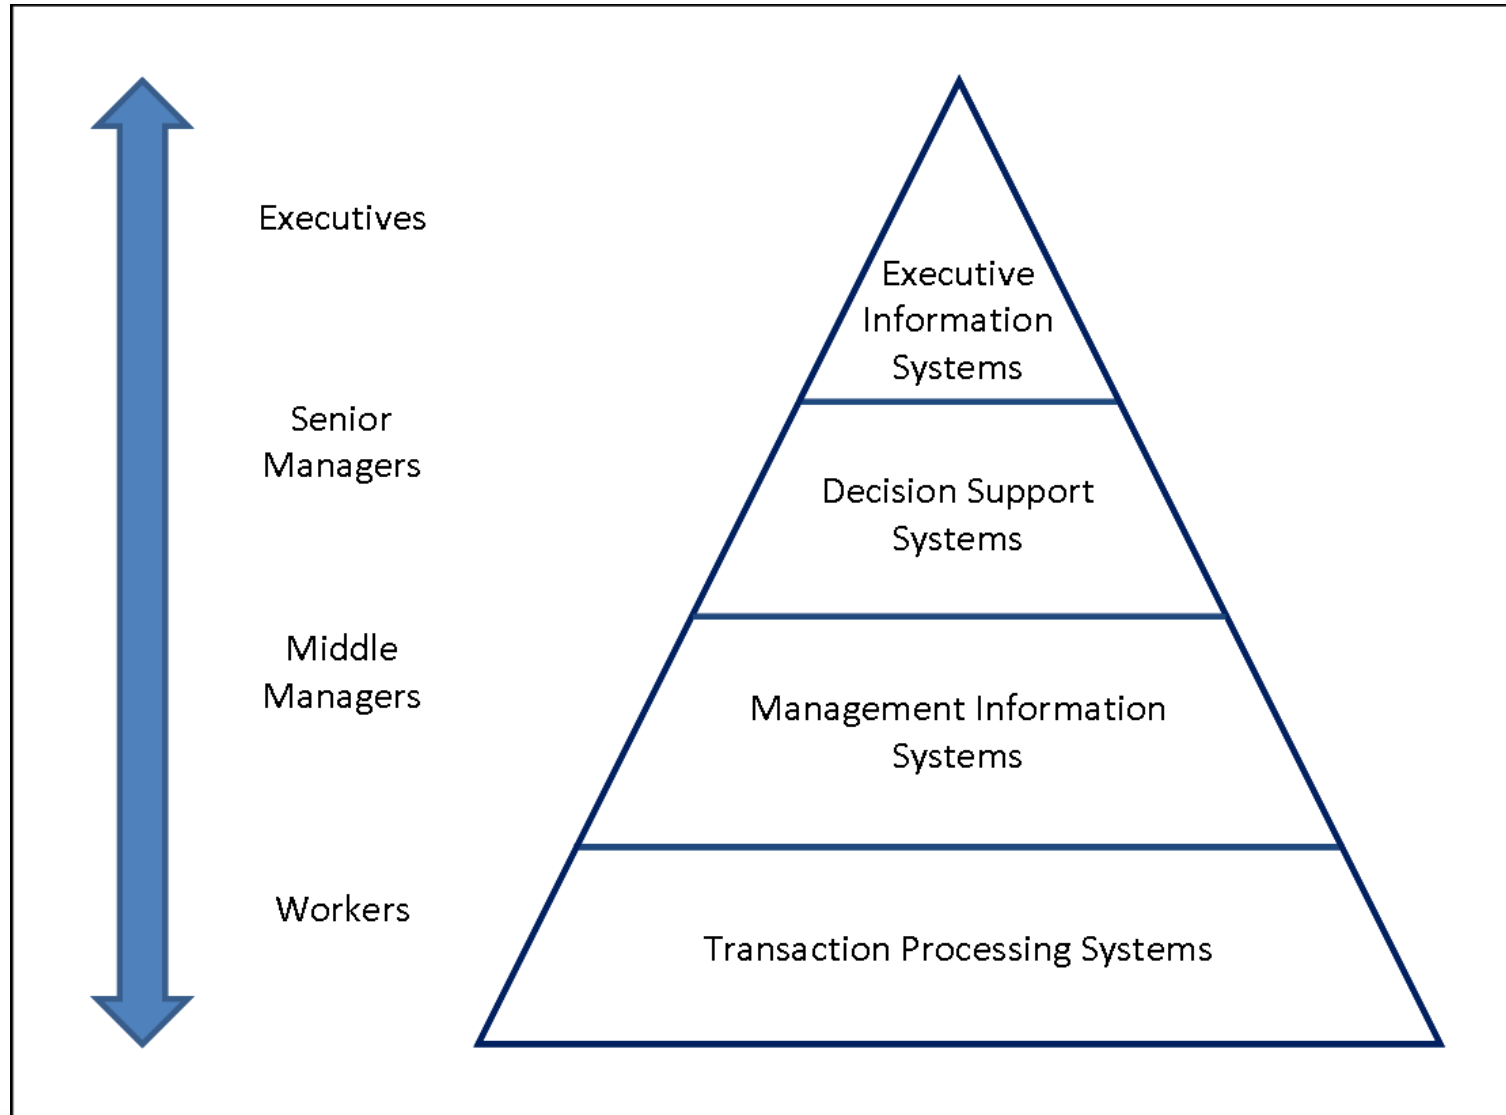 Executives
Executive
Information
Systems
Senior
Managers
Decision Support
Systems
Middle
Managers
Management Information
Systems
Workers
Transaction Processing Systems